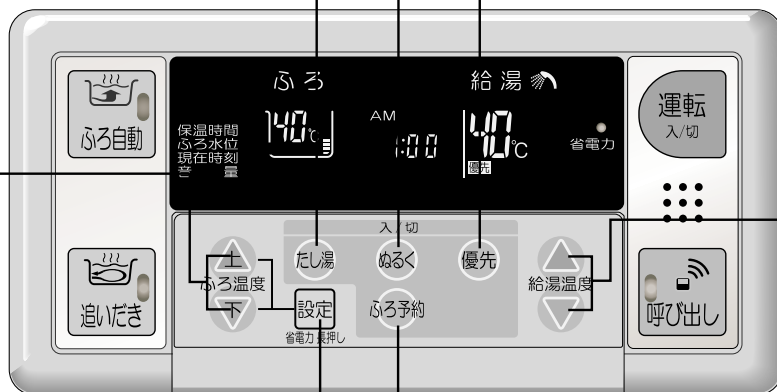 ふろ
給湯
運転
入/切
ふろ自動
保温時間
ふろ水位
現在時刻
音量
40℃
AM
1:00
40℃
優先
省電力
入/切
上
たし湯
ぬるく
優先
ふろ温度
給湯温度
下
設定
ふろ予約
省電力 長押し
追いだき
呼び出し